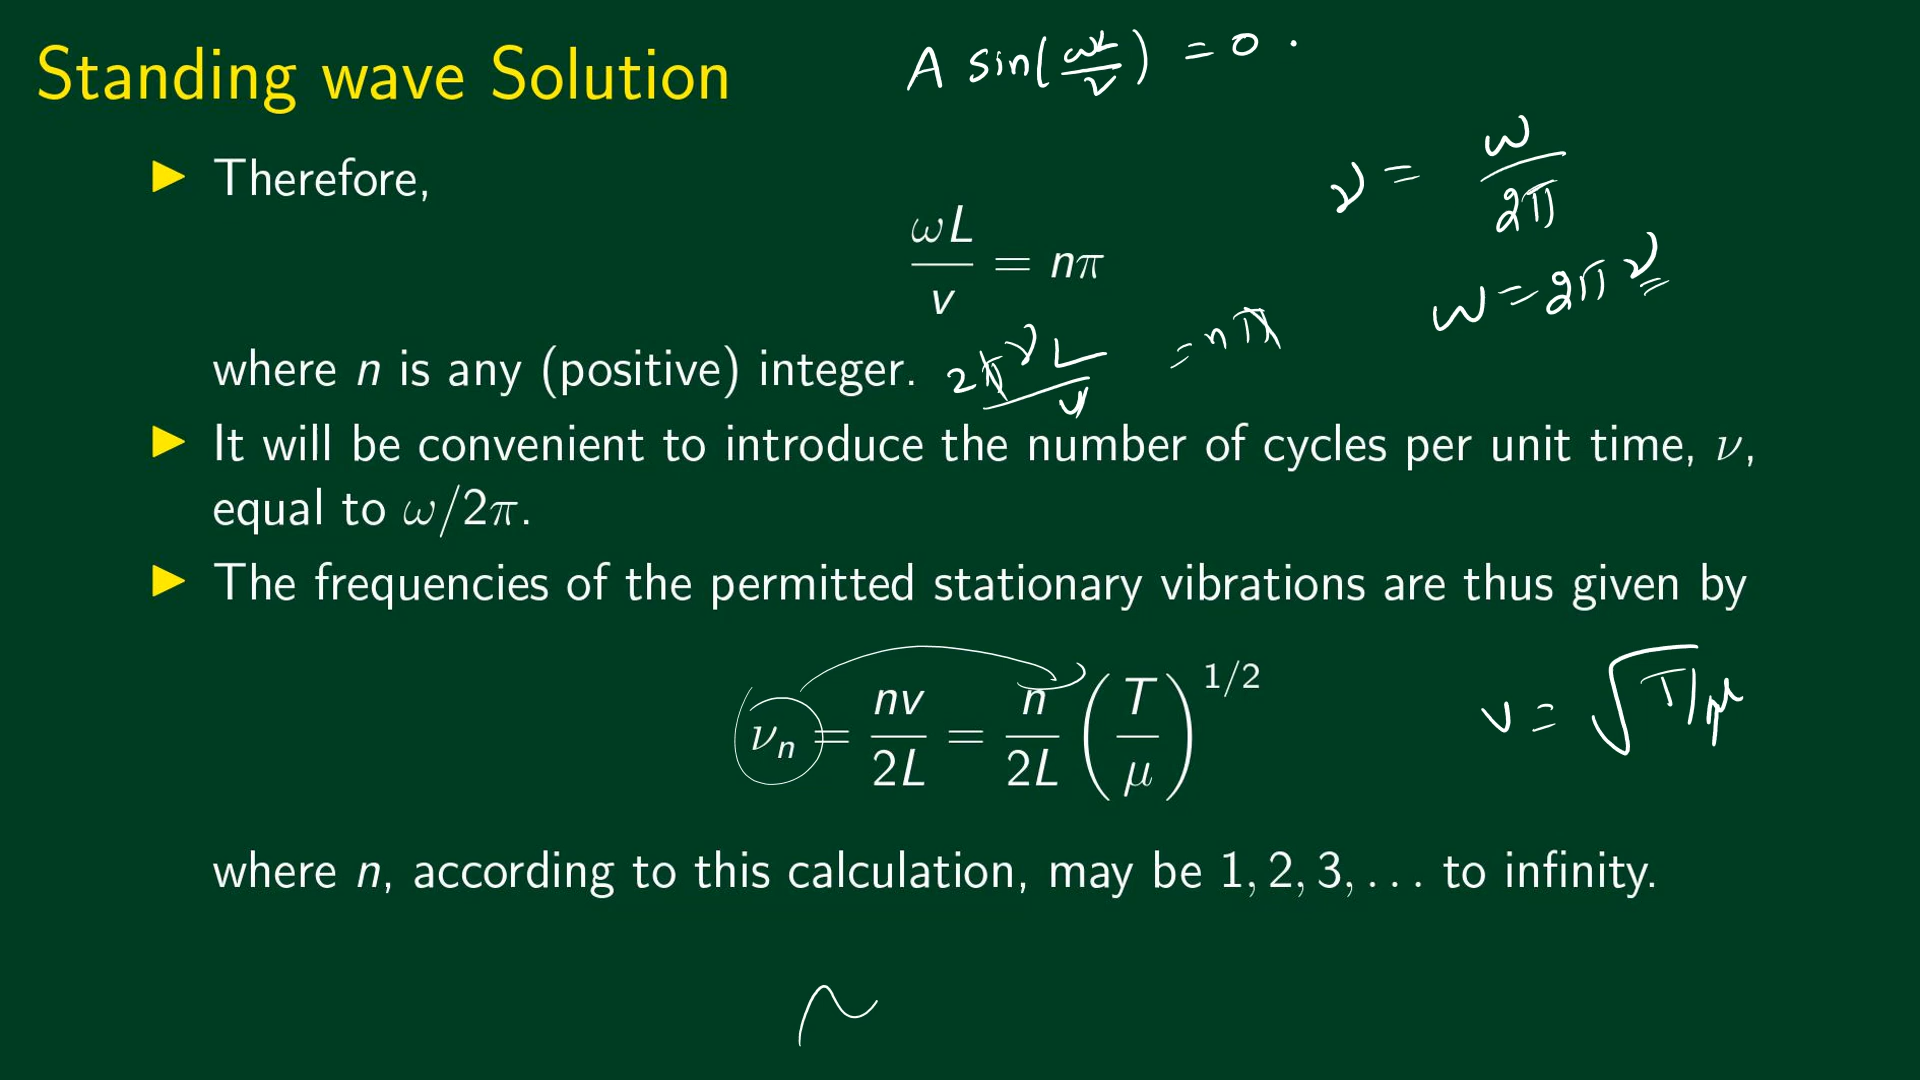 Standing wave Solution
A sin(ωL/v) = 0 .
▶ Therefore,
ν = ω/2π
ωL/v = nπ
ω = 2πν
where n is any (positive) integer.
2πνL/v = nπ
▶ It will be convenient to introduce the number of cycles per unit time, ν,
equal to ω/2π.
▶ The frequencies of the permitted stationary vibrations are thus given by
νₙ = nv/2L = n/2L (T/μ)^1/2
v = √T/μ
where n, according to this calculation, may be 1, 2, 3, . . . to infinity.